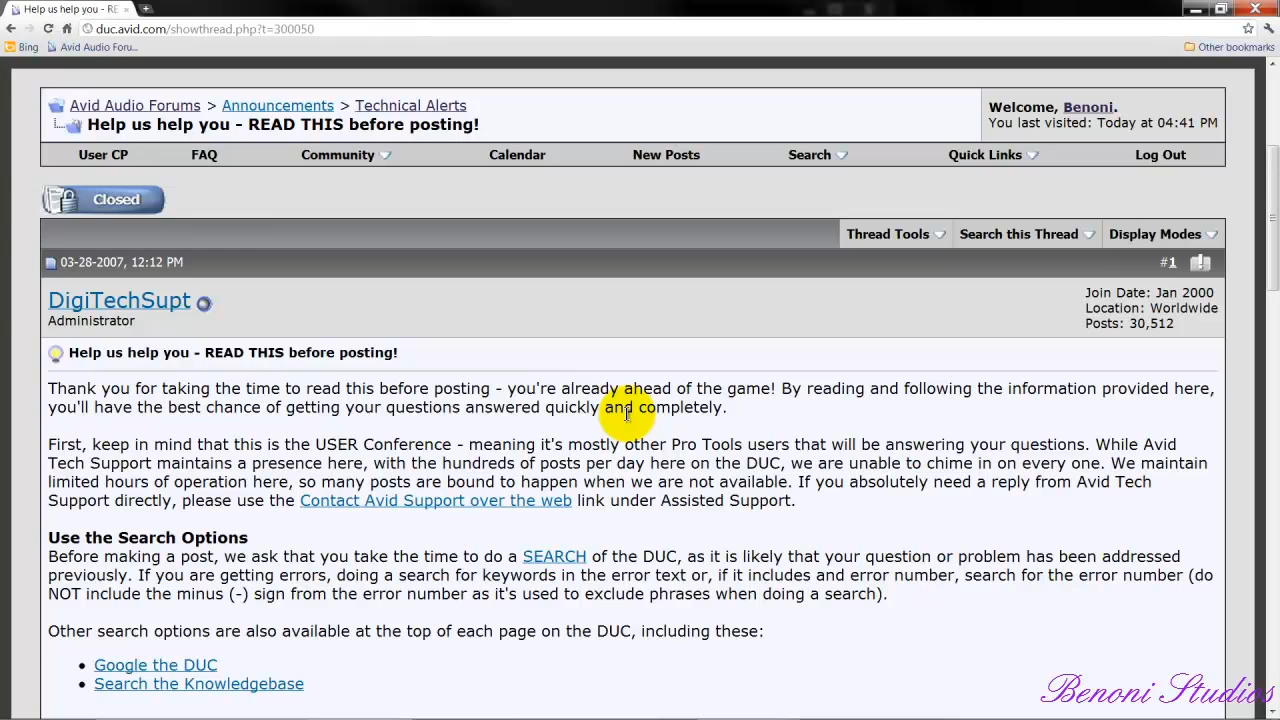 Help us help you - RE
duc.avid.com/showthread.php?t=300050
Bing Avid Audio Foru... Other bookmarks
Avid Audio Forums > Announcements > Technical Alerts
Help us help you - READ THIS before posting!
Welcome, Benoni.
You last visited: Today at 04:41 PM
User CP FAQ Community Calendar New Posts Search Quick Links Log Out
Closed
Thread Tools Search this Thread Display Modes
03-28-2007, 12:12 PM #1
DigiTechSupt
Administrator
Join Date: Jan 2000
Location: Worldwide
Posts: 30,512
Help us help you - READ THIS before posting!
Thank you for taking the time to read this before posting - you're already ahead of the game! By reading and following the information provided here,
you'll have the best chance of getting your questions answered quickly and completely.
First, keep in mind that this is the USER Conference - meaning it's mostly other Pro Tools users that will be answering your questions. While Avid
Tech Support maintains a presence here, with the hundreds of posts per day here on the DUC, we are unable to chime in on every one. We maintain
limited hours of operation here, so many posts are bound to happen when we are not available. If you absolutely need a reply from Avid Tech
Support directly, please use the Contact Avid Support over the web link under Assisted Support.
Use the Search Options
Before making a post, we ask that you take the time to do a SEARCH of the DUC, as it is likely that your question or problem has been addressed
previously. If you are getting errors, doing a search for keywords in the error text or, if it includes and error number, search for the error number (do
NOT include the minus (-) sign from the error number as it's used to exclude phrases when doing a search).
Other search options are also available at the top of each page on the DUC, including these:
• Google the DUC
• Search the Knowledgebase
Benoni Studios